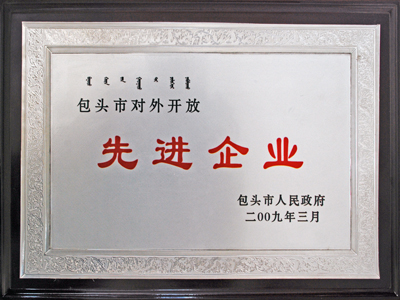 包头市对外开放
先进企业
包头市人民政府
二00九年三月